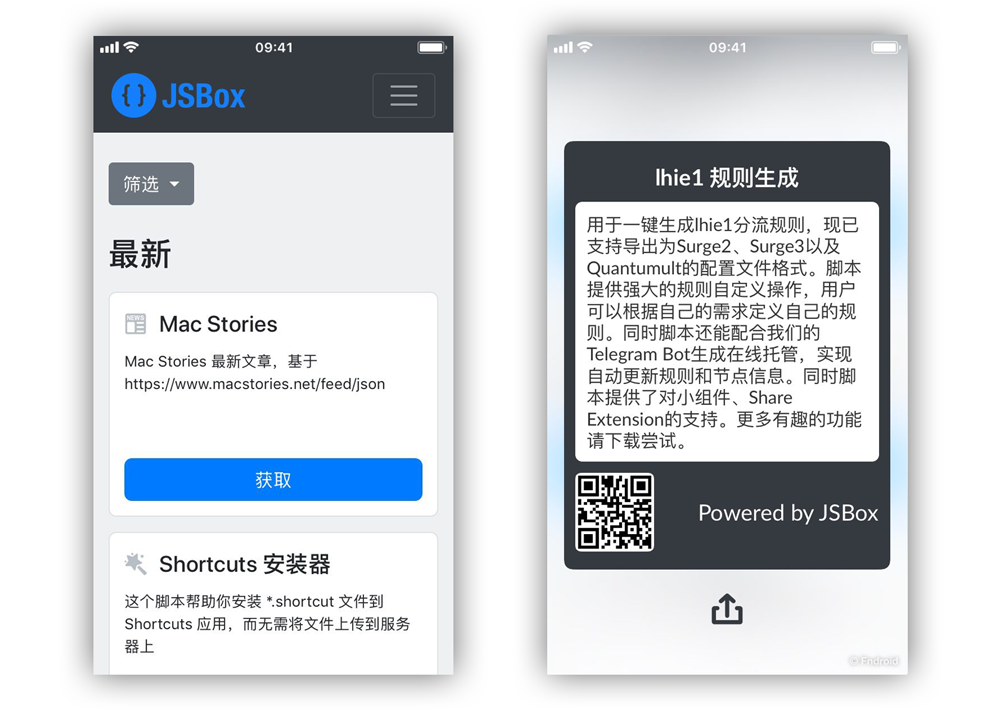 09:41
JSBox
筛选
最新
NEWS
Mac Stories
Mac Stories 最新文章，基于
https://www.macstories.net/feed/json
获取
Shortcuts 安装器
这个脚本帮助你安装 *.shortcut 文件到
Shortcuts 应用，而无需将文件上传到服务
器上
09:41
lhie1 规则生成
用于一键生成lhie1分流规则，现已
支持导出为Surge2、Surge3以及
Quantumult的配置文件格式。脚本
提供强大的规则自定义操作，用户
可以根据自己的需求定义自己的规
则。同时脚本还能配合我们的
Telegram Bot生成在线托管，实现
自动更新规则和节点信息。同时脚
本提供了对小组件、Share
Extension的支持。更多有趣的功能
请下载尝试。
Powered by JSBox
Fndroid